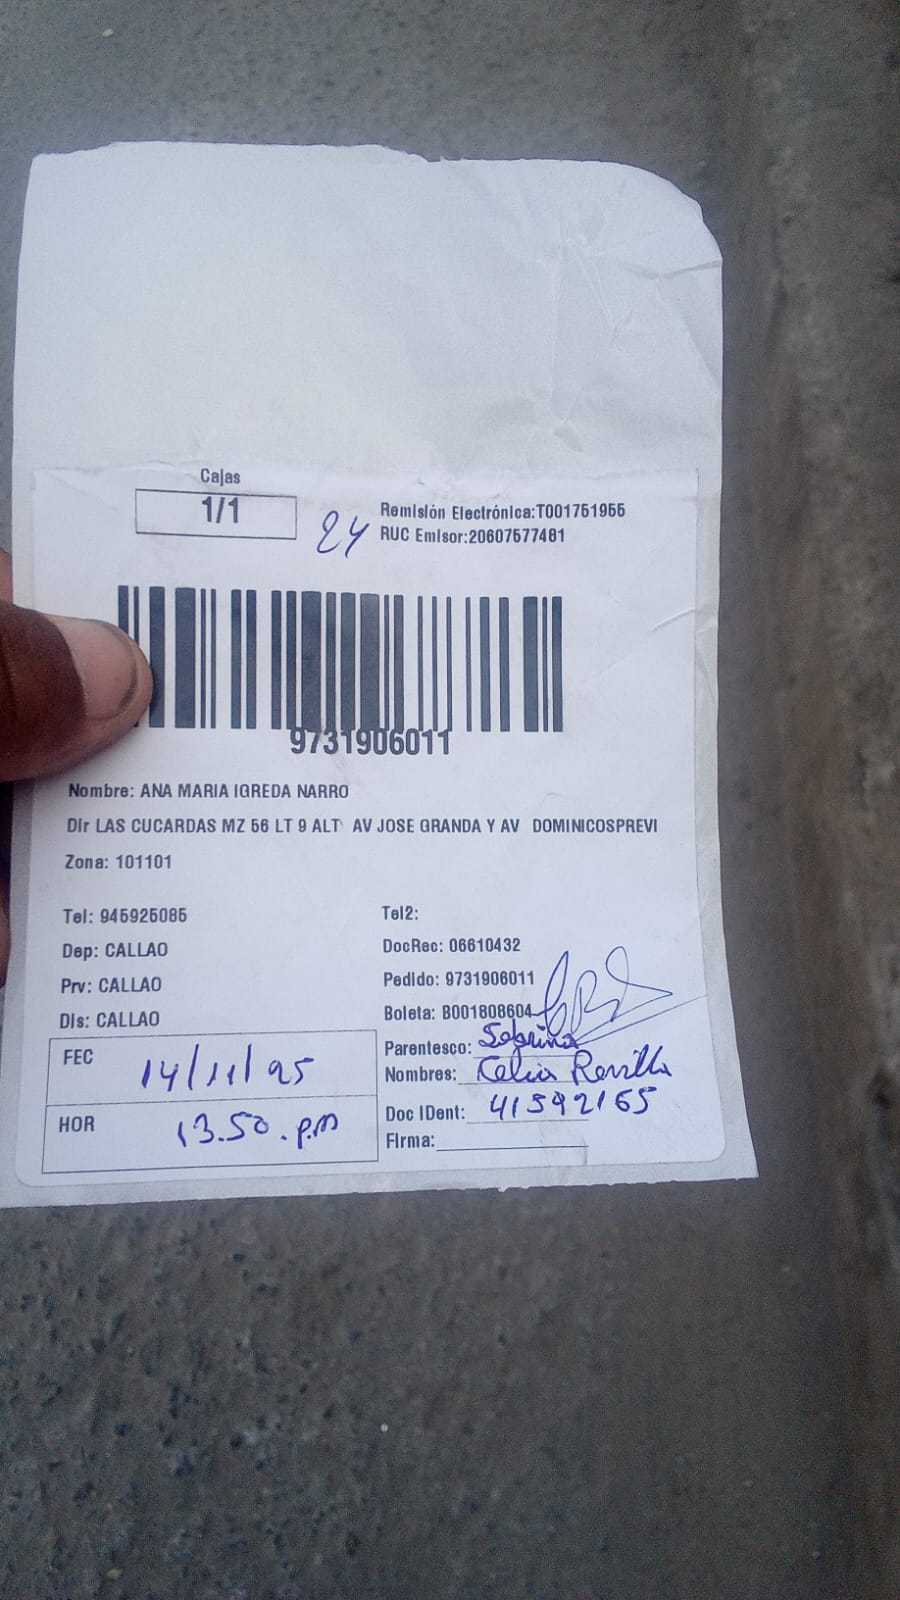 Cajas
1/1
24
Remisión Electrónica:T001751955
RUC Emisor:20607577481
9731906011
Nombre: ANA MARIA IGREDA NARRO
Dir LAS CUCARDAS MZ 56 LT 9 ALT AV JOSE GRANDA Y AV DOMINICOSPREVI
Zona: 101101
Tel: 945925085
Tel2:
Dep: CALLAO
DocRec: 06610432
Prv: CALLAO
Pedido: 9731906011
Dis: CALLAO
Boleta: B001808604
FEC 14/11/25
Parentesco: Sobrina
Nombres: Celia Revilla
HOR 13.50.p.m
Doc IDent: 41592165
Firma: